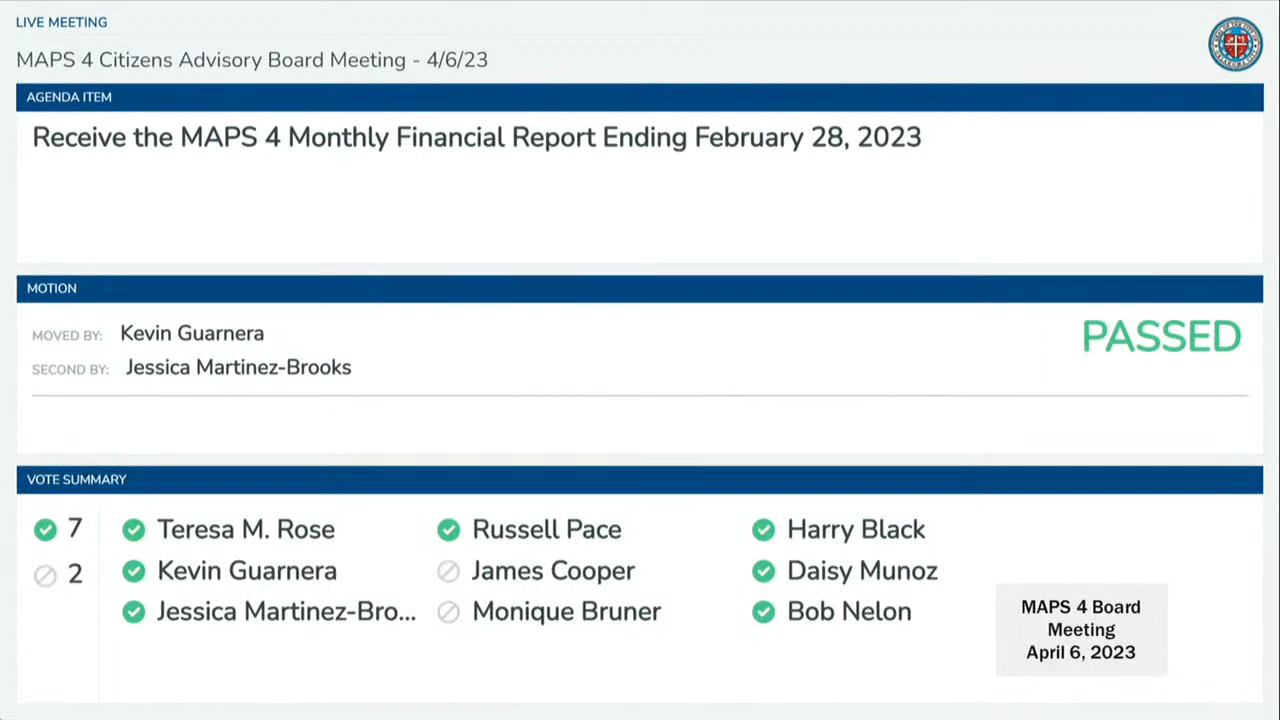 LIVE MEETING
MAPS 4 Citizens Advisory Board Meeting - 4/6/23
AGENDA ITEM
Receive the MAPS 4 Monthly Financial Report Ending February 28, 2023
MOTION
MOVED BY: Kevin Guarnera
PASSED
SECOND BY: Jessica Martinez-Brooks
VOTE SUMMARY
7 Teresa M. Rose Russell Pace Harry Black
2 Kevin Guarnera James Cooper Daisy Munoz
Jessica Martinez-Bro... Monique Bruner Bob Nelon
MAPS 4 Board
Meeting
April 6, 2023